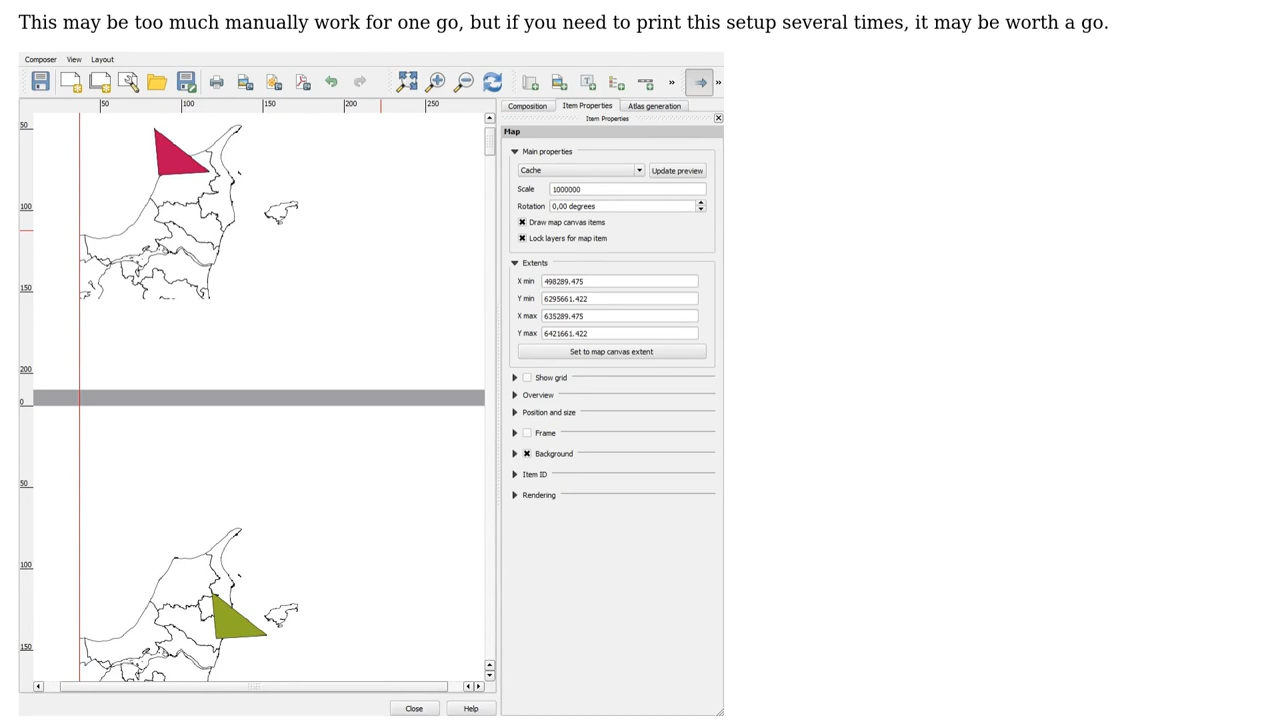 This may be too much manually work for one go, but if you need to print this setup several times, it may be worth a go.
Composer View Layout
» »
50 100 150 200 250
Composition Item Properties Atlas generation
Item Properties
Map
Main properties
Cache Update preview
Scale 1000000
Rotation 0,00 degrees
Draw map canvas items
Lock layers for map item
Extents
X min 498289.475
Y min 6295661.422
X max 635289.475
Y max 6421661.422
Set to map canvas extent
Show grid
Overview
Position and size
Frame
Background
Item ID
Rendering
50
100
150
200
0
50
100
150
Close Help